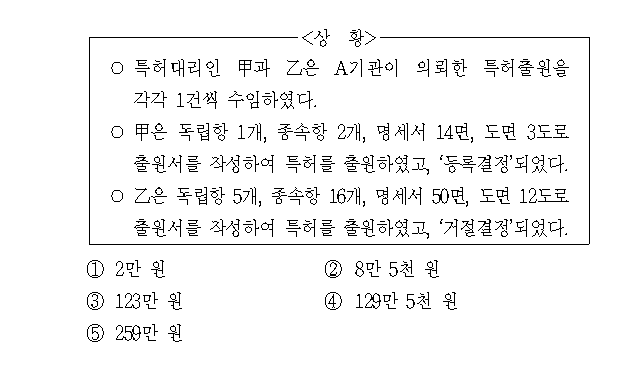 <상 황>
○ 특허대리인 甲과 乙은 A기관이 의뢰한 특허출원을
각각 1건씩 수임하였다.
○ 甲은 독립항 1개, 종속항 2개, 명세서 14면, 도면 3도로
출원서를 작성하여 특허를 출원하였고, ‘등록결정’되었다.
○ 乙은 독립항 5개, 종속항 16개, 명세서 50면, 도면 12도로
출원서를 작성하여 특허를 출원하였고, ‘거절결정’되었다.
① 2만 원 ② 8만 5천 원
③ 123만 원 ④ 129만 5천 원
⑤ 259만 원